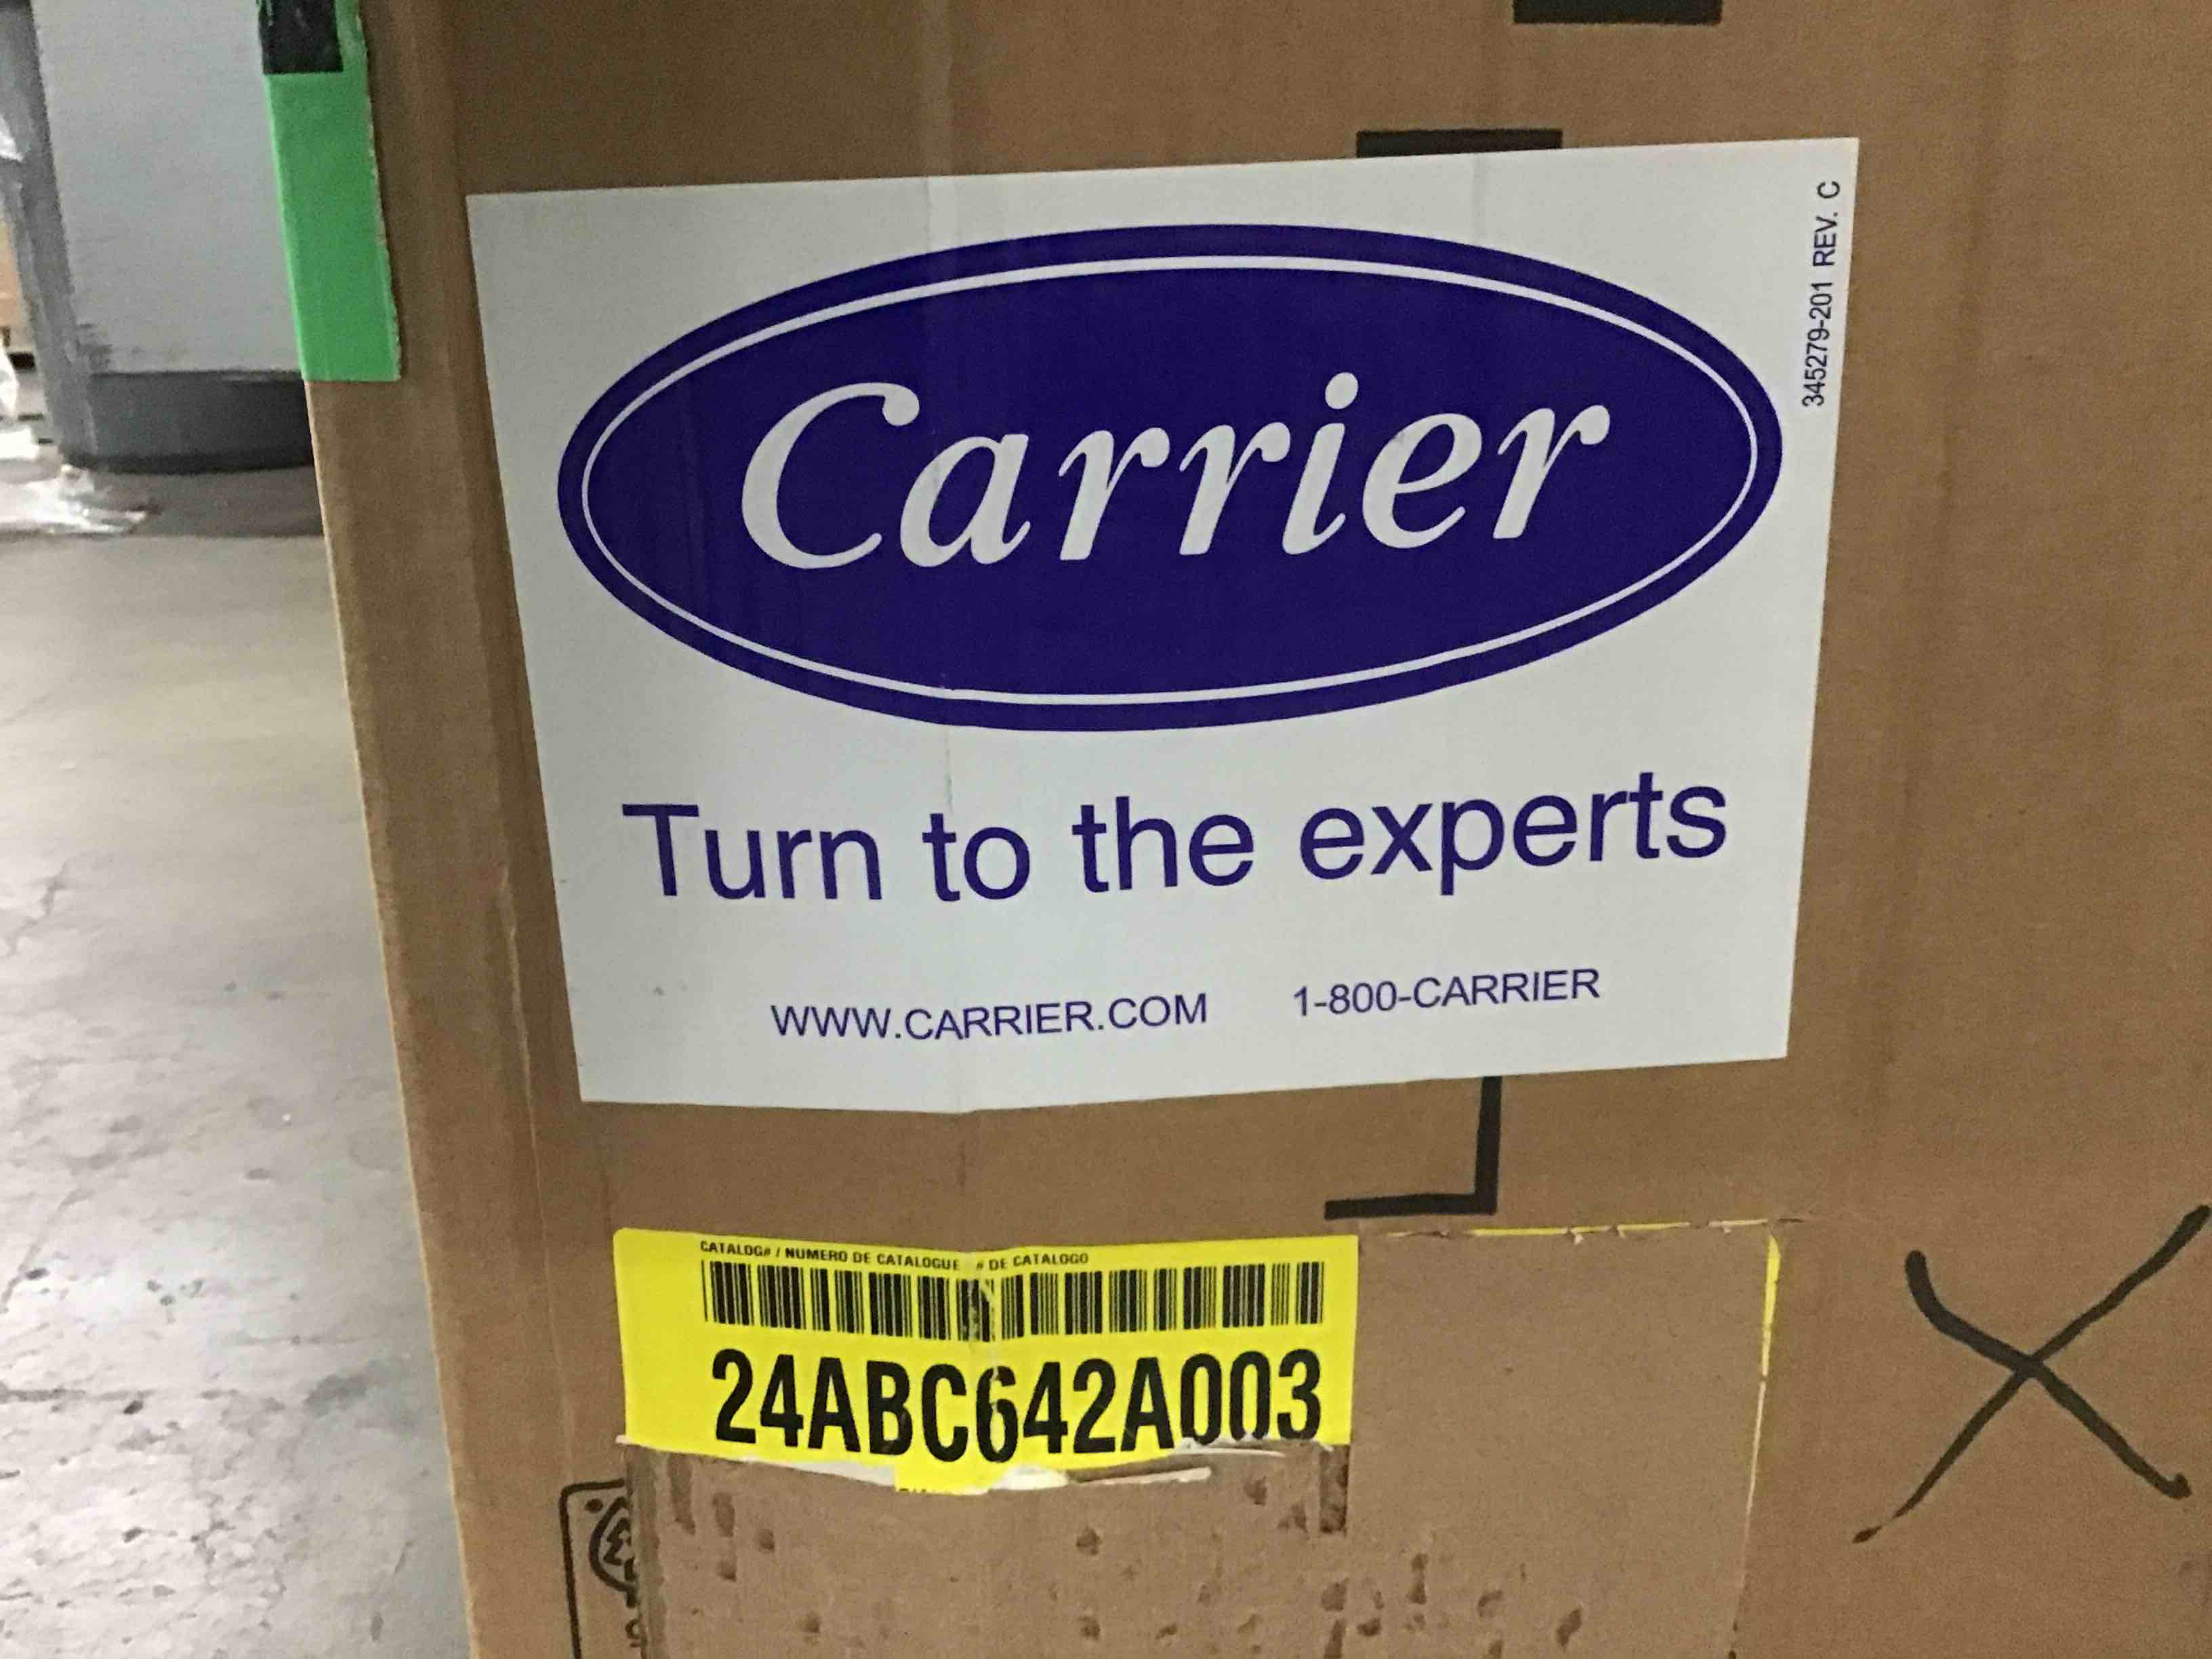 Carrier
345279-201 REV. C
Turn to the experts
WWW.CARRIER.COM 1-800-CARRIER
CATALOG# / NUMERO DE CATALOGUE # DE CATALOGO
24ABC642A003